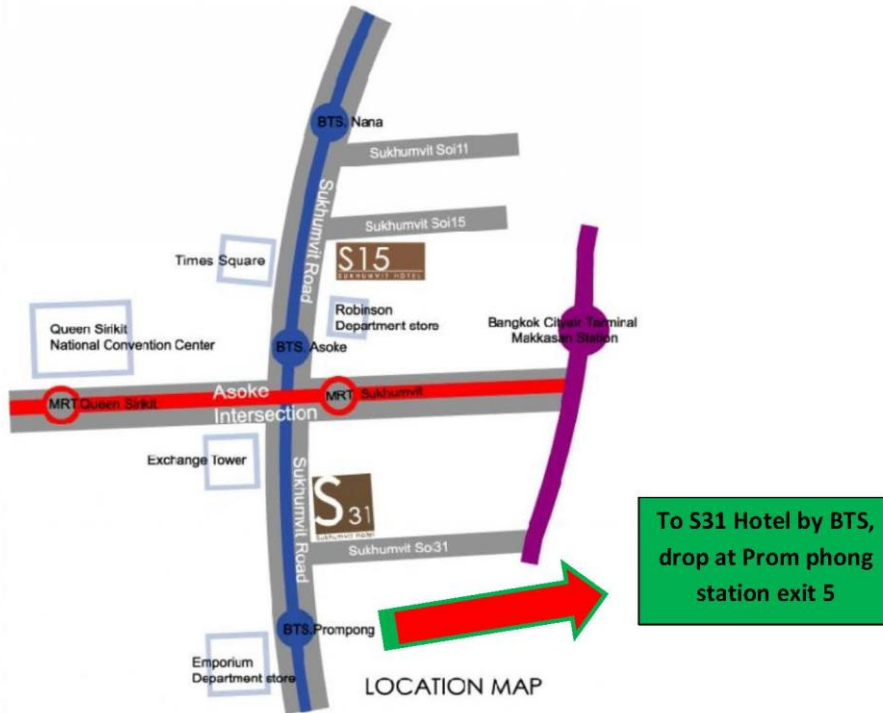 BTS, Nana
Sukhumvit Soi11
Sukhumvit Road
Sukhumvit Soi15
Times Square
S15
SUKHUMVIT HOTEL
Robinson
Department store
Queen Sirikit
National Convention Center
BTS, Asoke
Bangkok Cityair Terminal
Makkasan Station
MRT Queen Sirikit
Asoke
Intersection
MRT Sukhumvit
Exchange Tower
Sukhumvit Road
S 31
Sukhumvit Hotel
Sukhumvit Soi31
To S31 Hotel by BTS,
drop at Prom phong
station exit 5
BTS,Prompong
Emporium
Department store
LOCATION MAP